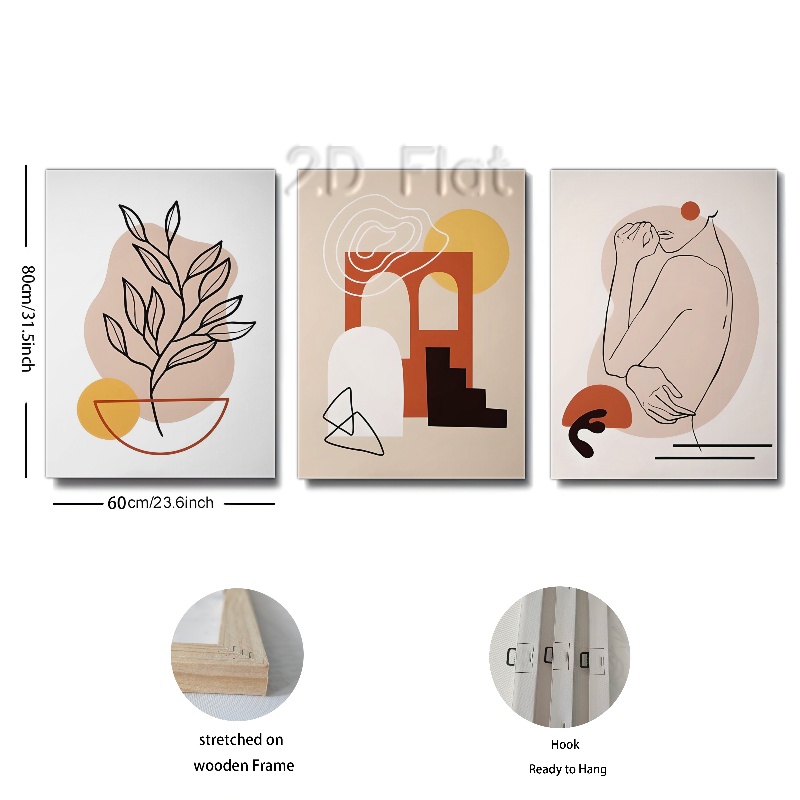 2D Flat
80cm/31.5inch
60cm/23.6inch
stretched on
wooden Frame
Hook
Ready to Hang